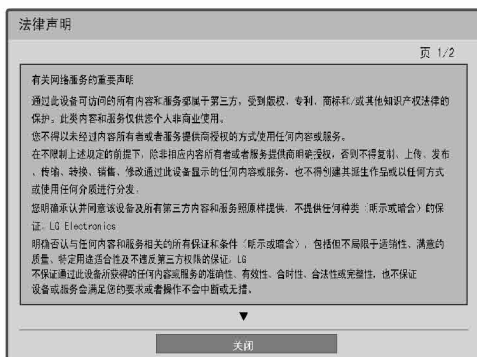 法律声明
页 1/2
有关网络服务的重要声明
通过此设备可访问的所有内容和服务都属于第三方，受到版权、专利、商标和/或其他知识产权法律的
保护。此类内容和服务仅供您个人非商业使用。
您不得以未经过内容所有者或者服务提供商授权的方式使用任何内容或服务。
在不限制上述规定的前提下，除非相应内容所有者或者服务提供商明确授权，否则不得复制、上传、发布
、传输、转换、销售、修改通过此设备显示的任何内容或服务，也不得创建其派生作品或以任何方式
或使用任何介质进行分发。
您明确承认并同意该设备及所有第三方内容和服务照原样提供，不提供任何种类（明示或暗含）的保
证。LG Electronics
明确否认与任何内容和服务相关的所有保证和条件（明示或暗含），包括但不局限于适销性、满意的
质量、特定用途适合性及不违反第三方权限的保证。LG
不保证通过此设备所获得的任何内容或服务的准确性、有效性、合时性、合法性或完整性，也不保证
设备或服务会满足您的要求或者操作不会中断或无措。
▼
关闭